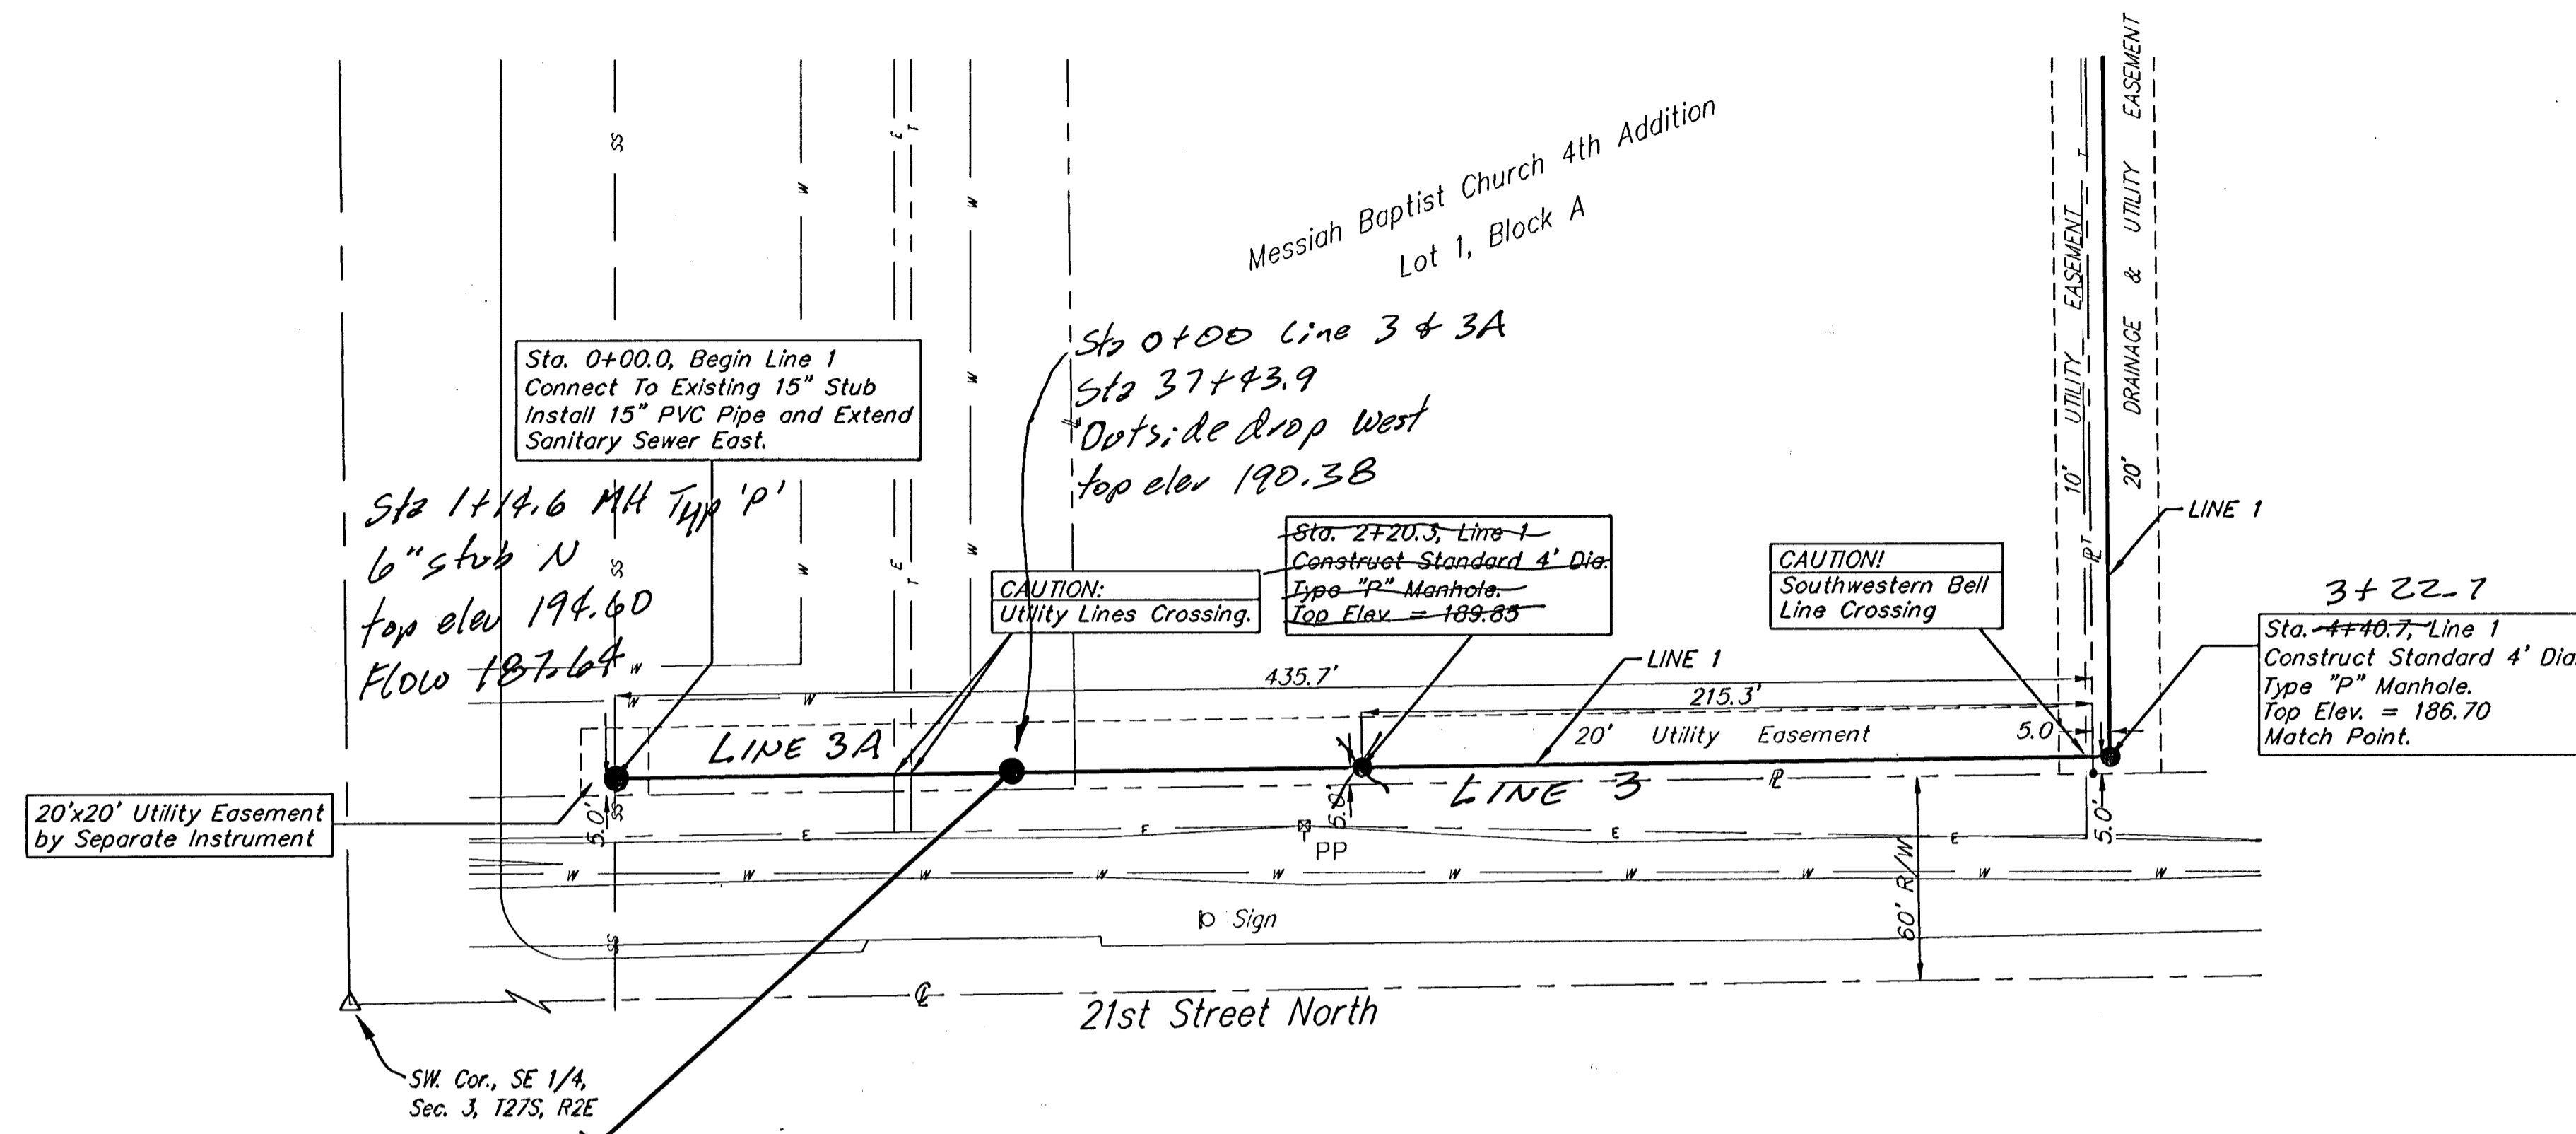 20' DRAINAGE & UTILITY EASEMENT
10' UTILITY EASEMENT
SS
W
E
T
W
Messiah Baptist Church 4th Addition
Lot 1, Block A
Sta 0+00 Line 3 & 3A
Sta 37+43.9
Outside drop West
top elev 190.38
Sta. 0+00.0, Begin Line 1
Connect To Existing 15" Stub
Install 15" PVC Pipe and Extend
Sanitary Sewer East.
Sta 1+14.6 MH Typ 'P'
6" stub N
top elev 194.60
Flow 187.64
CAUTION:
Utility Lines Crossing.
Sta. 2+20.3, Line 1
Construct Standard 4' Dia.
Type "P" Manhole.
Top Elev. = 189.85
CAUTION!
Southwestern Bell
Line Crossing
LINE 1
3+22.7
Sta. 4+40.7, Line 1
Construct Standard 4' Dia.
Type "P" Manhole.
Top Elev. = 186.70
Match Point.
LINE 1
435.7'
215.3'
20' Utility Easement
5.0
LINE 3A
LINE 3
20'x20' Utility Easement
by Separate Instrument
5.0'
5.0'
5.0'
60' R/W
PP
Sign
21st Street North
SW. Cor., SE 1/4,
Sec. 3, T27S, R2E